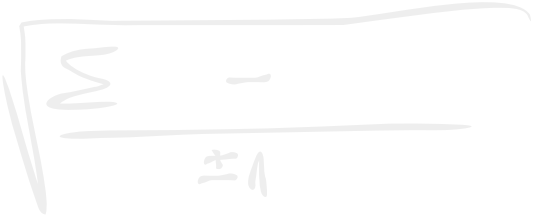 √
∑ −
±1